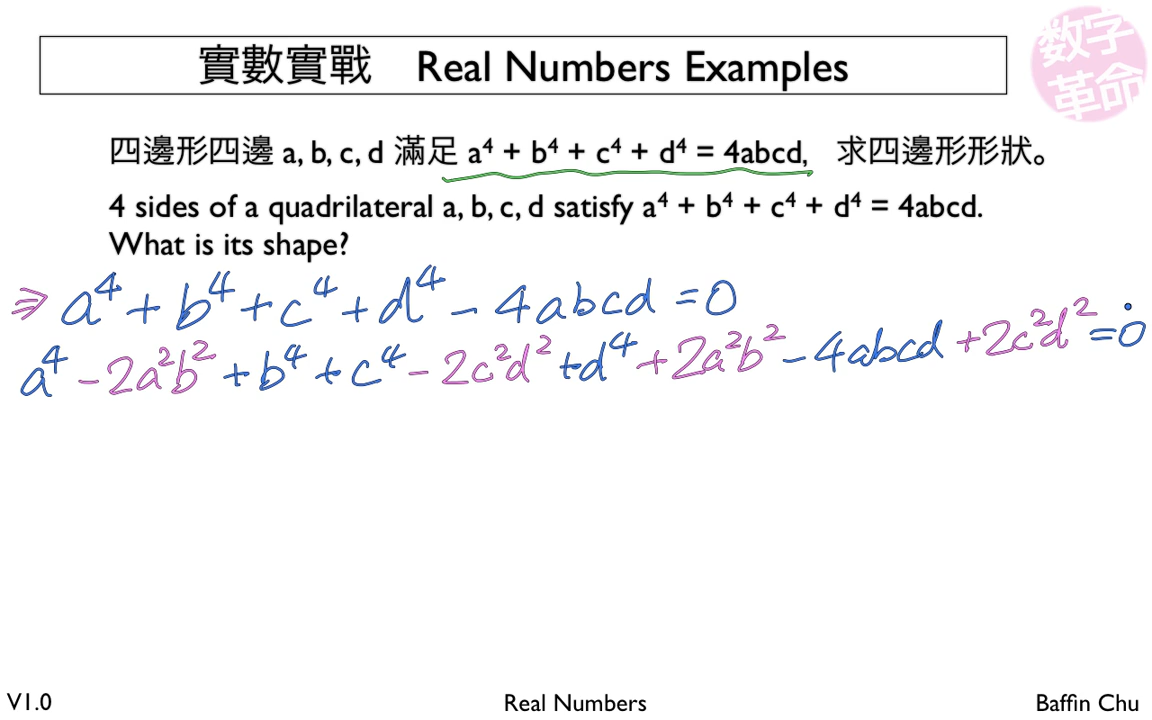 數字
革命
實數實戰 Real Numbers Examples
四邊形四邊 a, b, c, d 滿足 a⁴ + b⁴ + c⁴ + d⁴ = 4abcd, 求四邊形形狀。
4 sides of a quadrilateral a, b, c, d satisfy a⁴ + b⁴ + c⁴ + d⁴ = 4abcd.
What is its shape?
⇒ a⁴ + b⁴ + c⁴ + d⁴ - 4abcd = 0
a⁴ - 2a²b² + b⁴ + c⁴ - 2c²d² + d⁴ + 2a²b² - 4abcd + 2c²d² = 0
V1.0 Real Numbers Baffin Chu